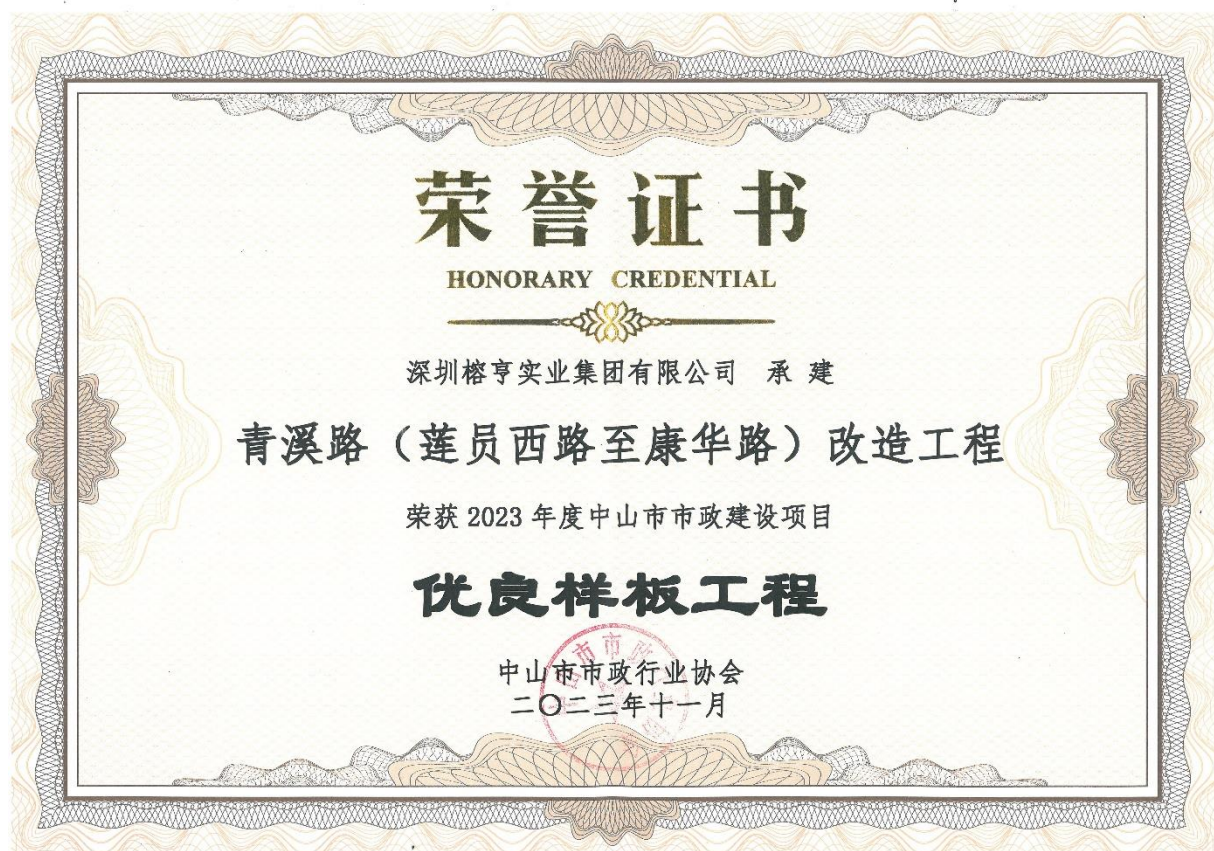 荣誉证书
HONORARY CREDENTIAL
深圳榕亨实业集团有限公司 承 建
青溪路（莲员西路至康华路）改造工程
荣获 2023 年度中山市市政建设项目
优良样板工程
中山市市政行业协会
二〇二三年十一月